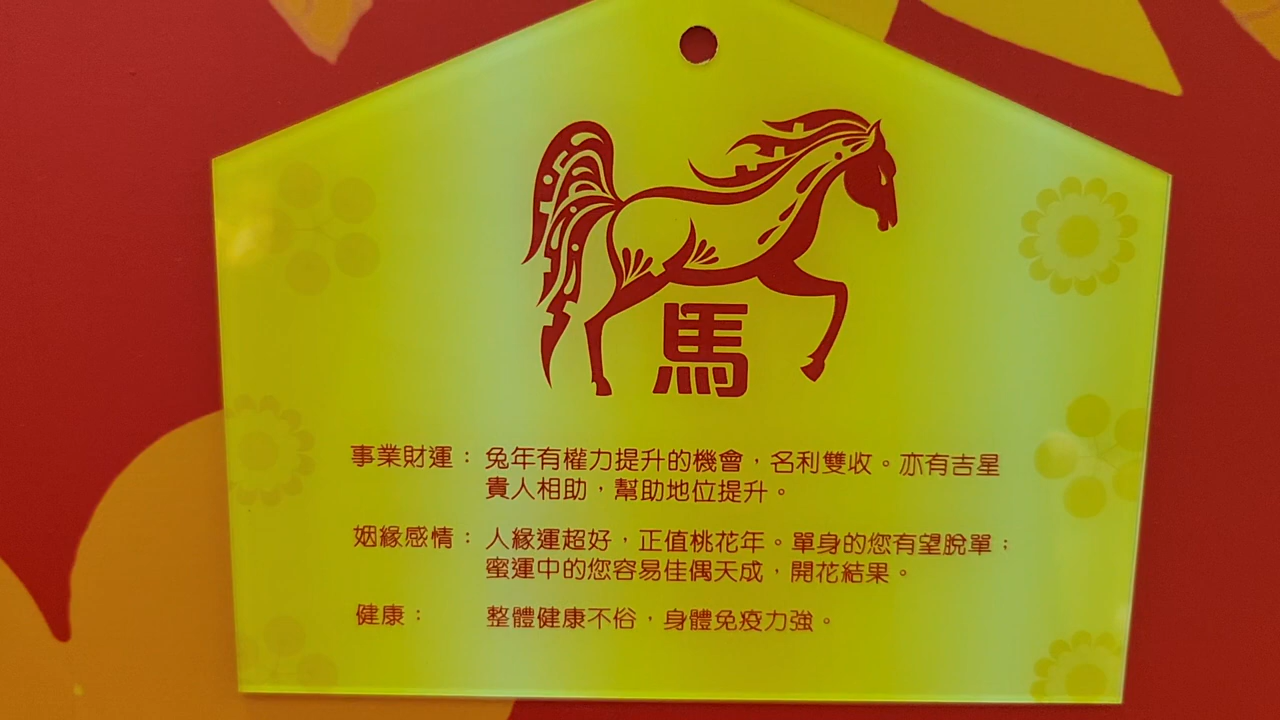 馬
事業財運： 兔年有權力提升的機會，名利雙收。亦有吉星
貴人相助，幫助地位提升。
姻緣感情： 人緣運超好，正值桃花年。單身的您有望脫單；
蜜運中的您容易佳偶天成，開花結果。
健康： 整體健康不俗，身體免疫力強。